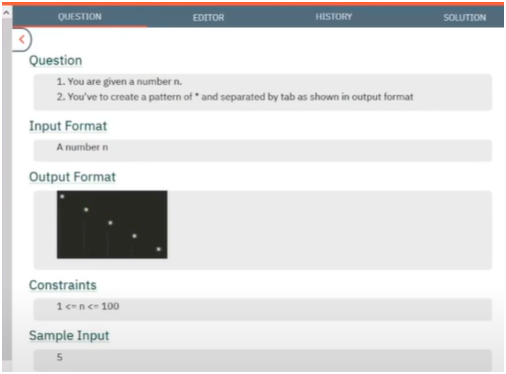 QUESTION EDITOR HISTORY SOLUTION
Question
1. You are given a number n.
2. You've to create a pattern of * and separated by tab as shown in output format
Input Format
A number n
Output Format
*
*
*
*
*
Constraints
1 <= n <= 100
Sample Input
5